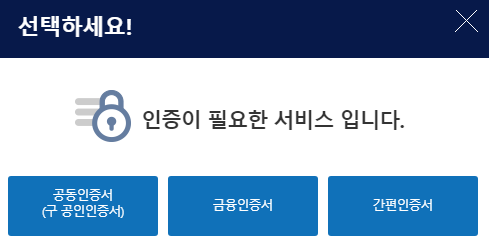 선택하세요!
인증이 필요한 서비스 입니다.
공동인증서
(구 공인인증서)
금융인증서
간편인증서